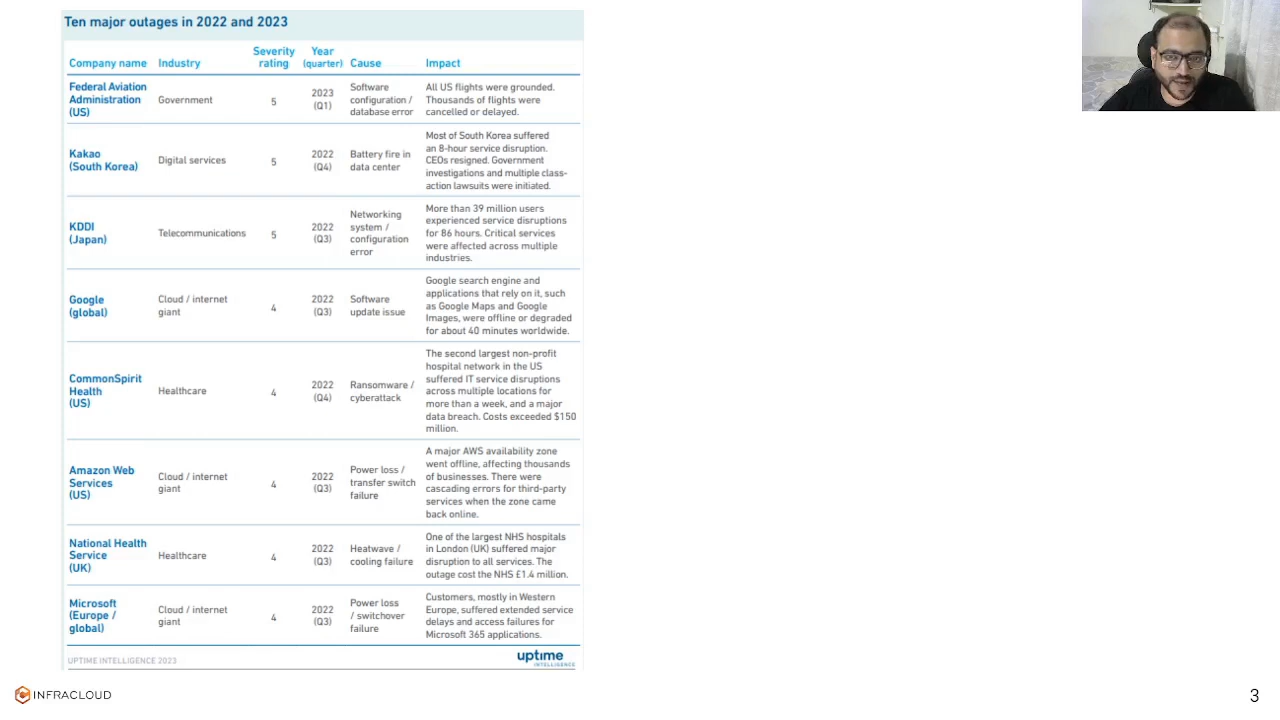 Ten major outages in 2022 and 2023
Company name Industry Severity rating Year (quarter) Cause Impact
Federal Aviation Administration (US) Government 5 2023 (Q1) Software configuration / database error All US flights were grounded. Thousands of flights were cancelled or delayed.
Kakao (South Korea) Digital services 5 2022 (Q4) Battery fire in data center Most of South Korea suffered an 8-hour service disruption. CEOs resigned. Government investigations and multiple class-action lawsuits were initiated.
KDDI (Japan) Telecommunications 5 2022 (Q3) Networking system / configuration error More than 39 million users experienced service disruptions for 86 hours. Critical services were affected across multiple industries.
Google (global) Cloud / internet giant 4 2022 (Q3) Software update issue Google search engine and applications that rely on it, such as Google Maps and Google Images, were offline or degraded for about 40 minutes worldwide.
CommonSpirit Health (US) Healthcare 4 2022 (Q4) Ransomware / cyberattack The second largest non-profit hospital network in the US suffered IT service disruptions across multiple locations for more than a week, and a major data breach. Costs exceeded $150 million.
Amazon Web Services (US) Cloud / internet giant 4 2022 (Q3) Power loss / transfer switch failure A major AWS availability zone went offline, affecting thousands of businesses. There were cascading errors for third-party services when the zone came back online.
National Health Service (UK) Healthcare 4 2022 (Q3) Heatwave / cooling failure One of the largest NHS hospitals in London (UK) suffered major disruption to all services. The outage cost the NHS £1.4 million.
Microsoft (Europe / global) Cloud / internet giant 4 2022 (Q3) Power loss / switchover failure Customers, mostly in Western Europe, suffered extended service delays and access failures for Microsoft 365 applications.
UPTIME INTELLIGENCE 2023
uptime INTELLIGENCE
INFRACLOUD
3